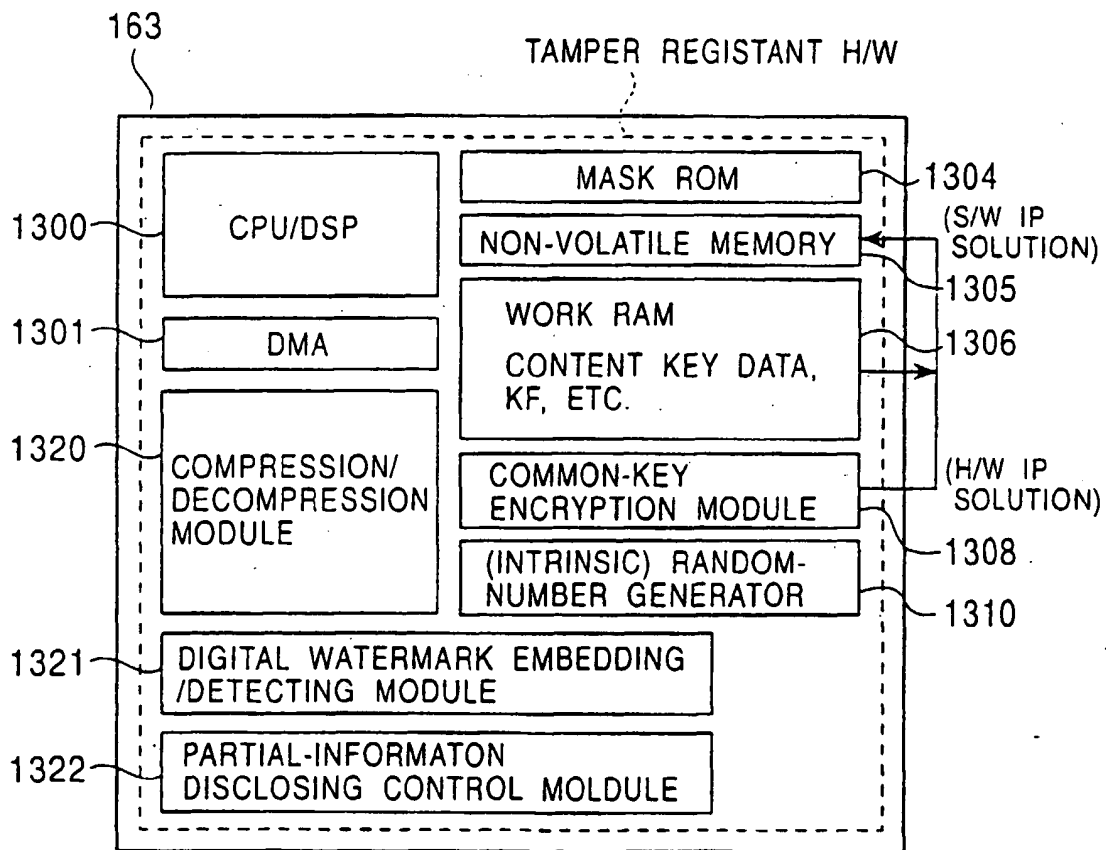 163
TAMPER REGISTANT H/W
1300
CPU/DSP
MASK ROM
1304
NON-VOLATILE MEMORY
(S/W IP
SOLUTION)
1305
1301
DMA
WORK RAM
CONTENT KEY DATA,
KF, ETC.
1306
1320
COMPRESSION/
DECOMPRESSION
MODULE
COMMON-KEY
ENCRYPTION MODULE
(H/W IP
SOLUTION)
1308
(INTRINSIC) RANDOM-
NUMBER GENERATOR
1310
1321
DIGITAL WATERMARK EMBEDDING
/DETECTING MODULE
1322
PARTIAL-INFORMATON
DISCLOSING CONTROL MOLDULE